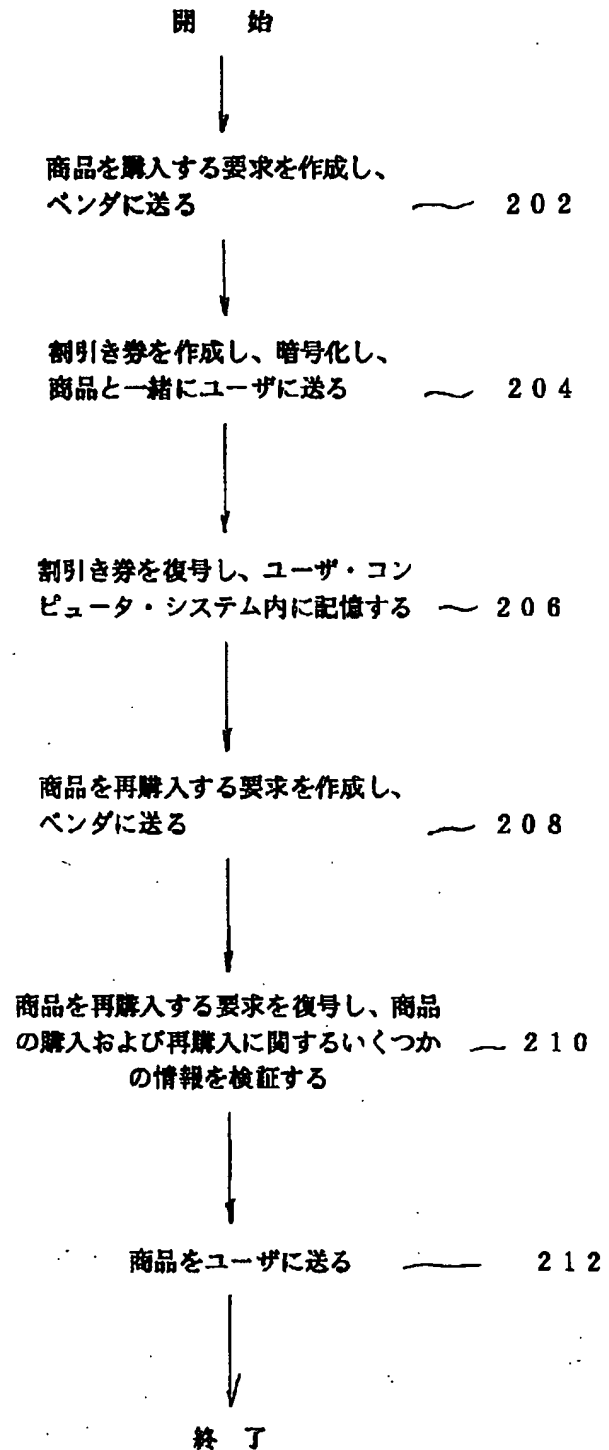 開 始
商品を購入する要求を作成し、
ベンダに送る 202
割引き券を作成し、暗号化し、
商品と一緒にユーザに送る 204
割引き券を復号し、ユーザ・コン
ピュータ・システム内に記憶する 206
商品を再購入する要求を作成し、
ベンダに送る 208
商品を再購入する要求を復号し、商品
の購入および再購入に関するいくつか 210
の情報を検証する
商品をユーザに送る 212
終 了